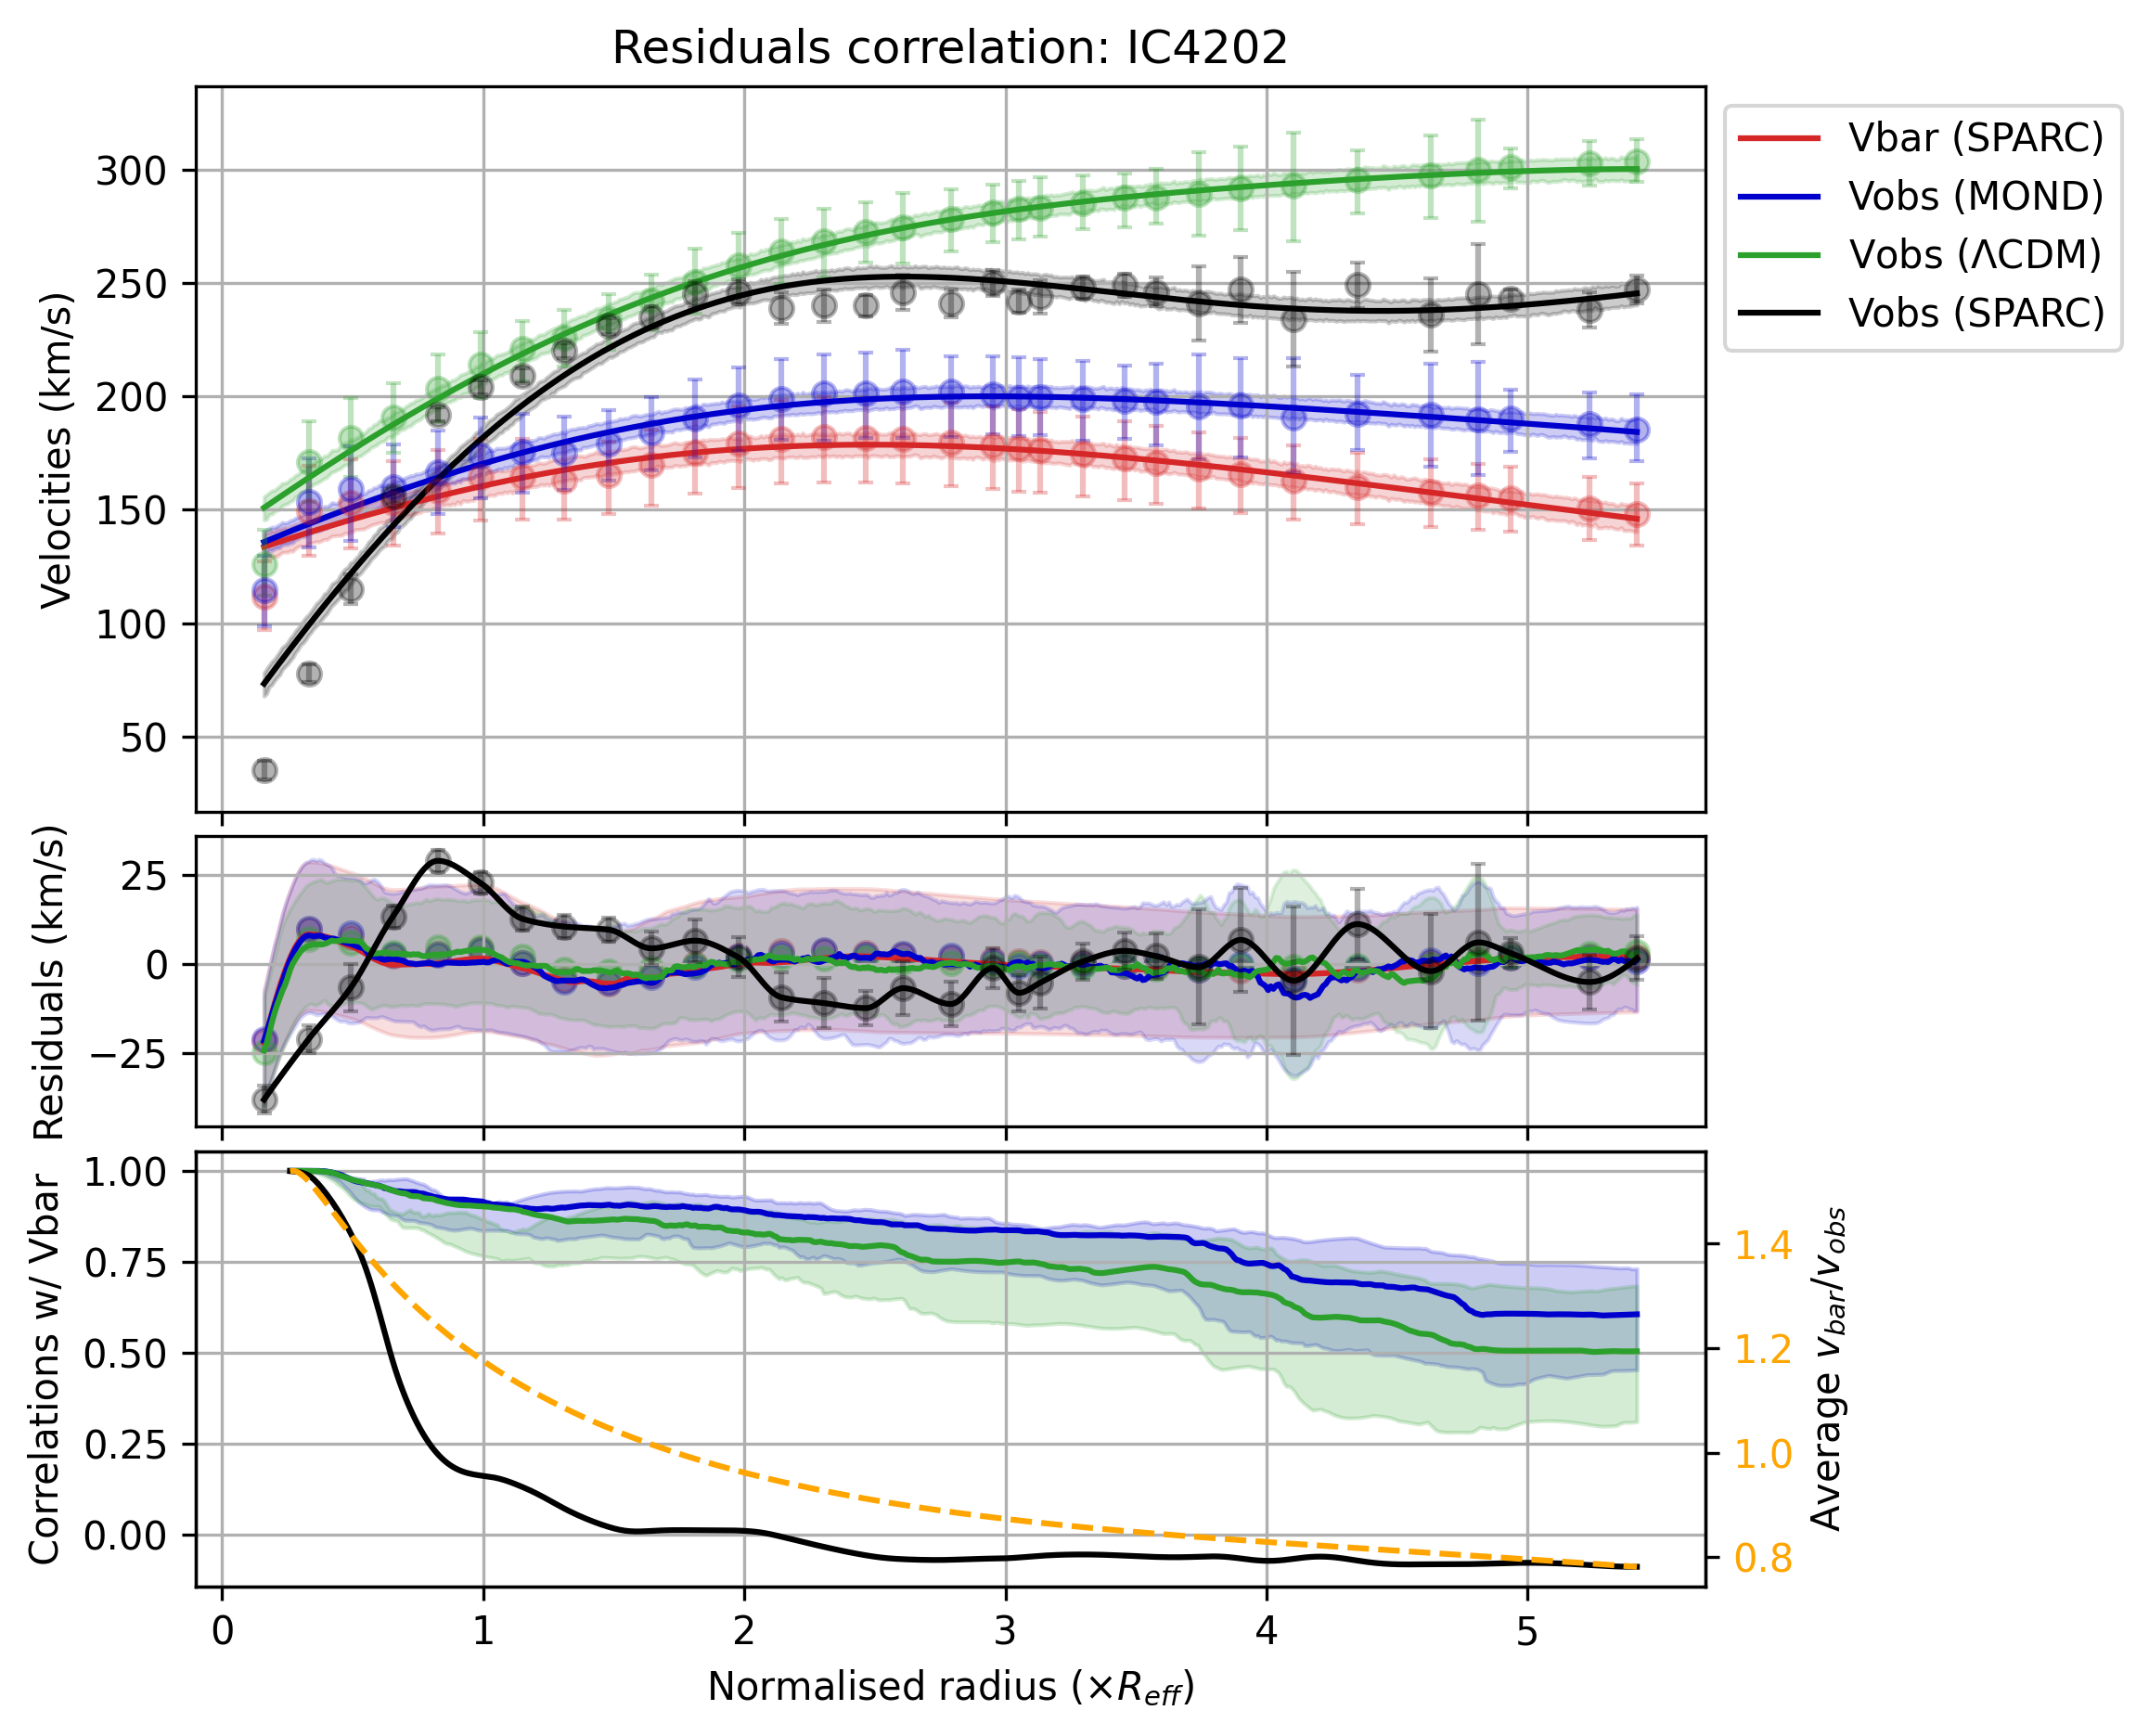 Residuals correlation: IC4202
Velocities (km/s)
300
250
200
150
100
50
Vbar (SPARC)
Vobs (MOND)
Vobs (ΛCDM)
Vobs (SPARC)
Residuals (km/s)
25
0
−25
Correlations w/ Vbar
1.00
0.75
0.50
0.25
0.00
1.4
1.2
1.0
0.8
Average v_bar/v_obs
0 1 2 3 4 5
Normalised radius (×R_eff)